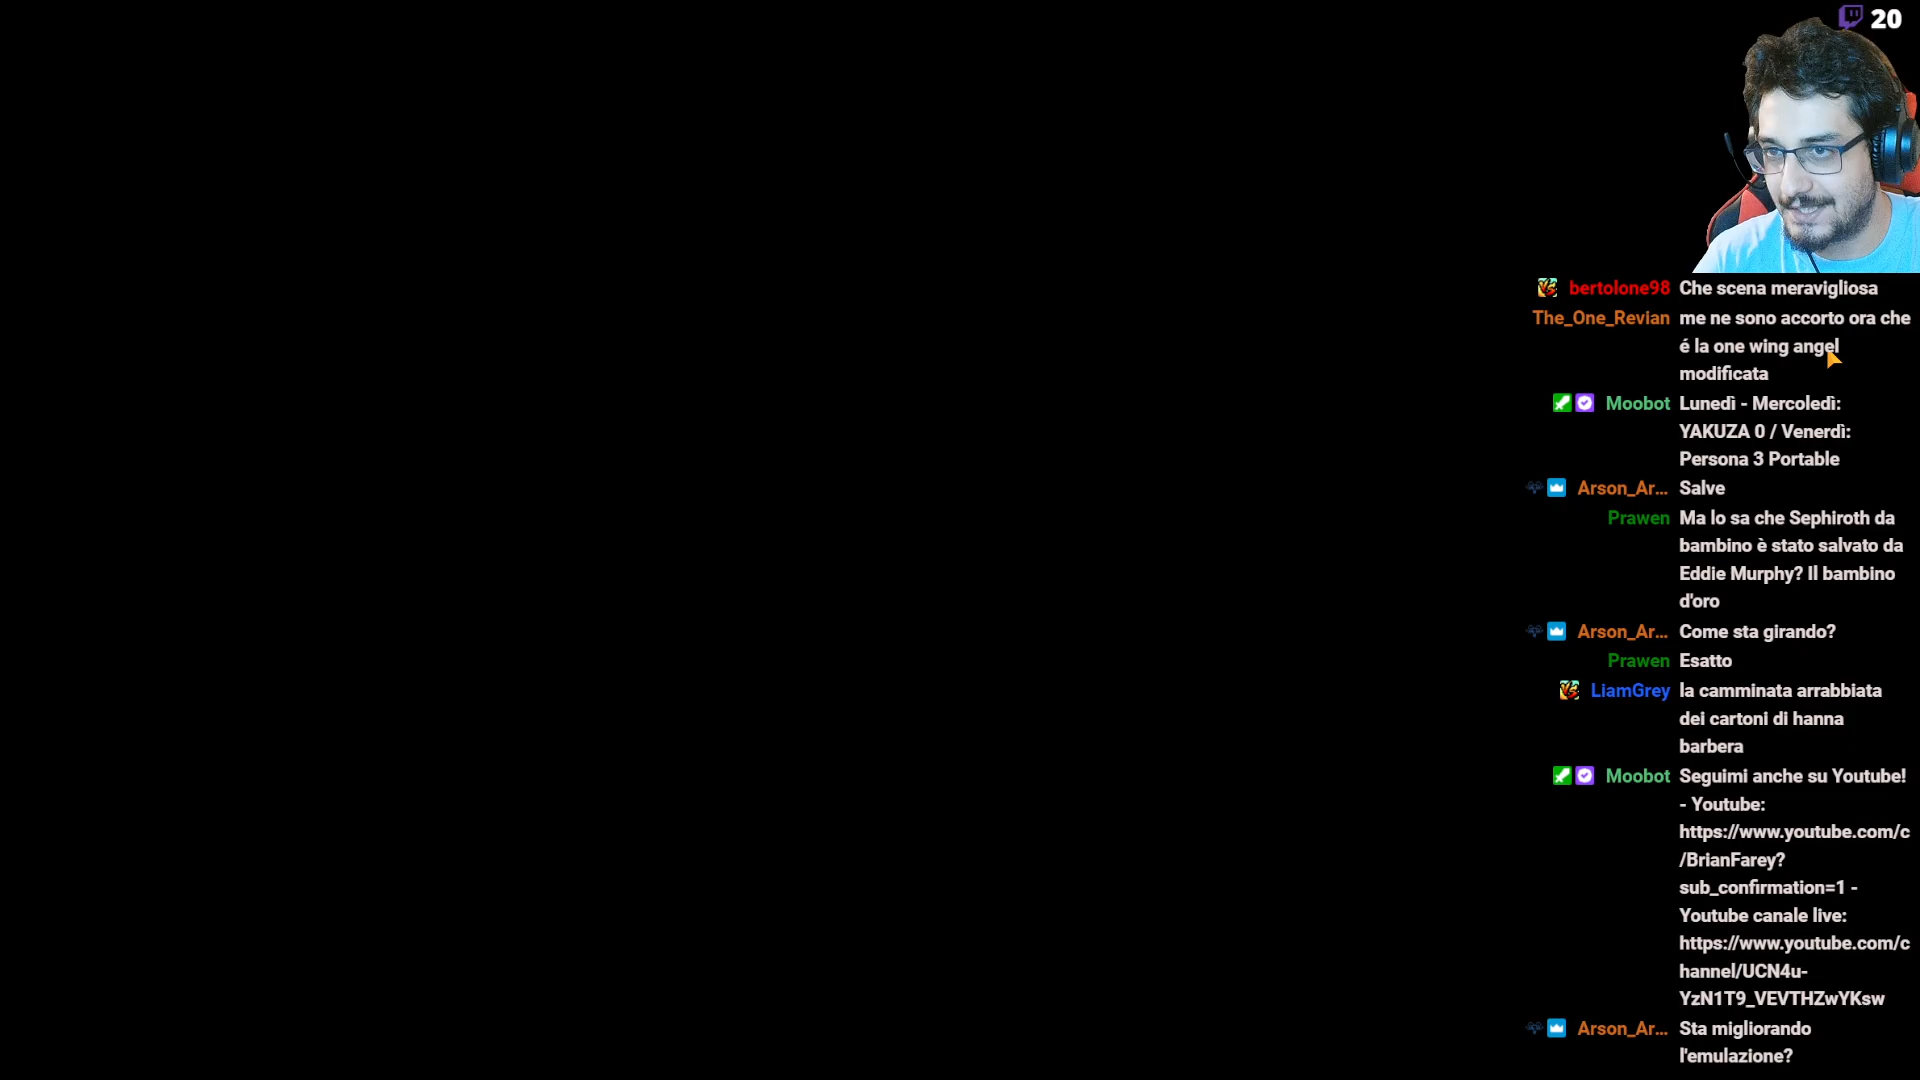 20
bertolone98 Che scena meravigliosa
The_One_Revian me ne sono accorto ora che
é la one wing angel
modificata
Moobot Lunedì - Mercoledì:
YAKUZA 0 / Venerdì:
Persona 3 Portable
Arson_Ar... Salve
Prawen Ma lo sa che Sephiroth da
bambino è stato salvato da
Eddie Murphy? Il bambino
d'oro
Arson_Ar... Come sta girando?
Prawen Esatto
LiamGrey la camminata arrabbiata
dei cartoni di hanna
barbera
Moobot Seguimi anche su Youtube!
- Youtube:
https://www.youtube.com/c
/BrianFarey?
sub_confirmation=1 -
Youtube canale live:
https://www.youtube.com/c
hannel/UCN4u-
YzN1T9_VEVTHZwYKsw
Arson_Ar... Sta migliorando
l'emulazione?